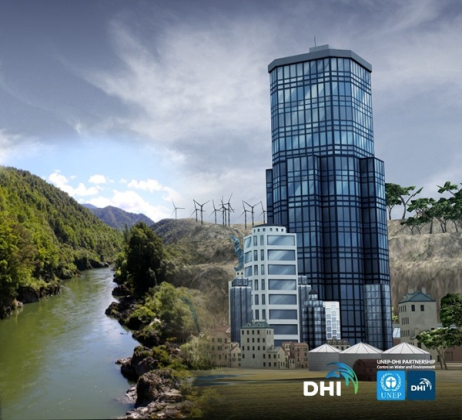 UNEP-DHI PARTNERSHIP
Centre on Water and Environment
DHI
UNEP
DHI